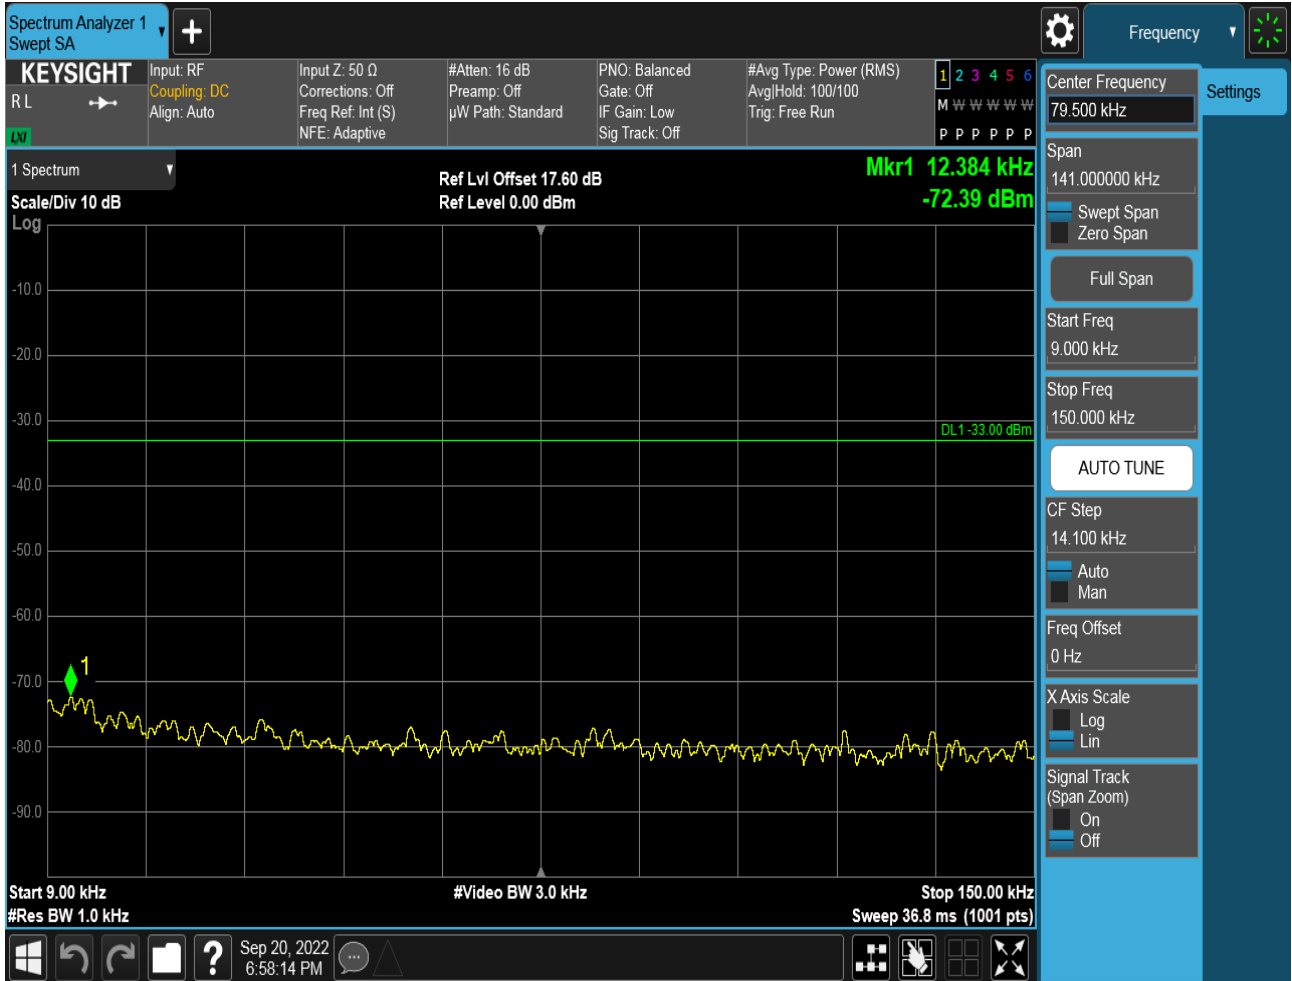 Spectrum Analyzer 1
Swept SA
Frequency
KEYSIGHT
R L
LXI
Input: RF
Coupling: DC
Align: Auto
Input Z: 50 Ω
Corrections: Off
Freq Ref: Int (S)
NFE: Adaptive
#Atten: 16 dB
Preamp: Off
µW Path: Standard
PNO: Balanced
Gate: Off
IF Gain: Low
Sig Track: Off
#Avg Type: Power (RMS)
Avg|Hold: 100/100
Trig: Free Run
1 2 3 4 5 6
M W W W W W
P P P P P P
1 Spectrum
Scale/Div 10 dB
Log
Ref Lvl Offset 17.60 dB
Ref Level 0.00 dBm
Mkr1 12.384 kHz
-72.39 dBm
-10.0
-20.0
-30.0
DL1 -33.00 dBm
-40.0
-50.0
-60.0
1
-70.0
-80.0
-90.0
Start 9.00 kHz
#Res BW 1.0 kHz
#Video BW 3.0 kHz
Stop 150.00 kHz
Sweep 36.8 ms (1001 pts)
?
Sep 20, 2022
6:58:14 PM
Center Frequency
79.500 kHz
Settings
Span
141.000000 kHz
Swept Span
Zero Span
Full Span
Start Freq
9.000 kHz
Stop Freq
150.000 kHz
AUTO TUNE
CF Step
14.100 kHz
Auto
Man
Freq Offset
0 Hz
X Axis Scale
Log
Lin
Signal Track
(Span Zoom)
On
Off